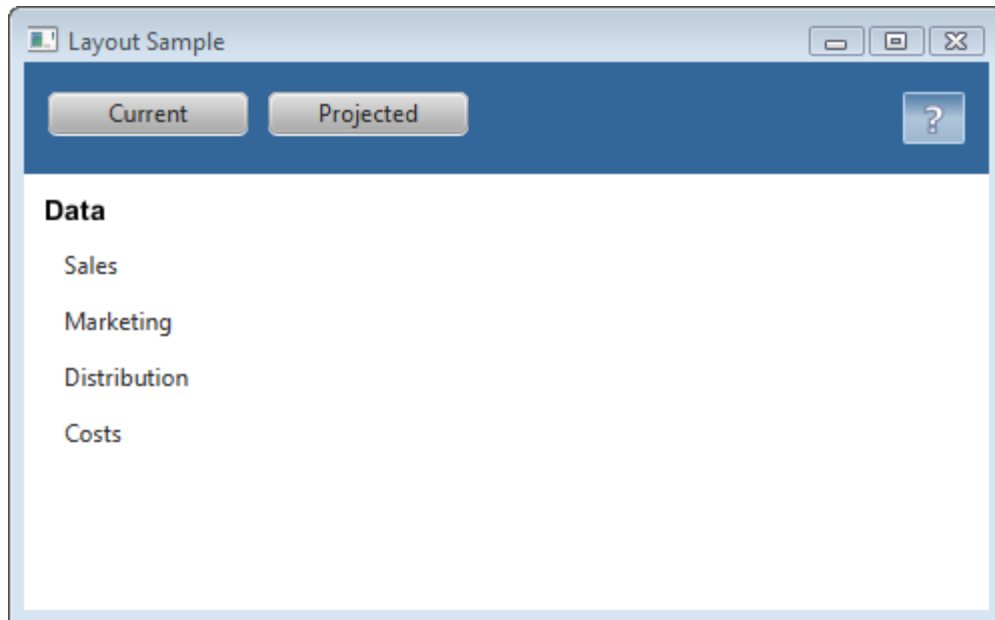 Layout Sample
Current Projected ?
Data
Sales
Marketing
Distribution
Costs